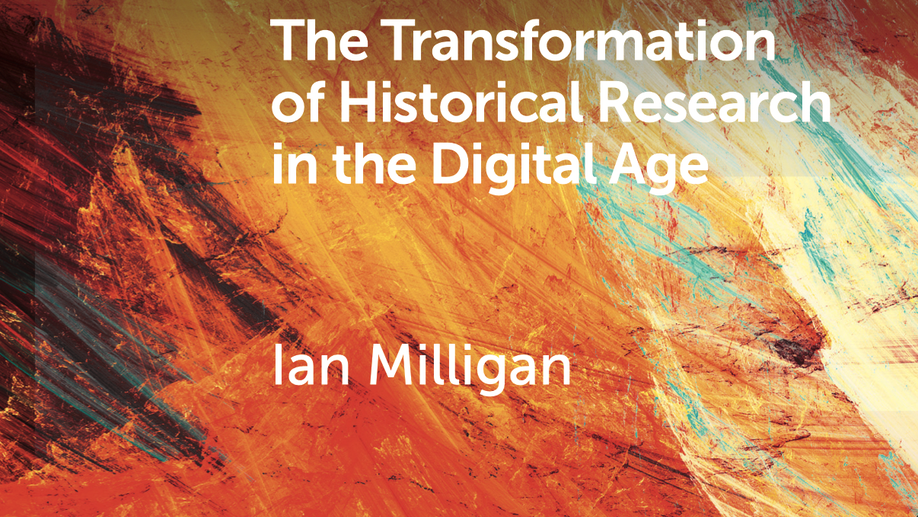 The Transformation
of Historical Research
in the Digital Age
Ian Milligan